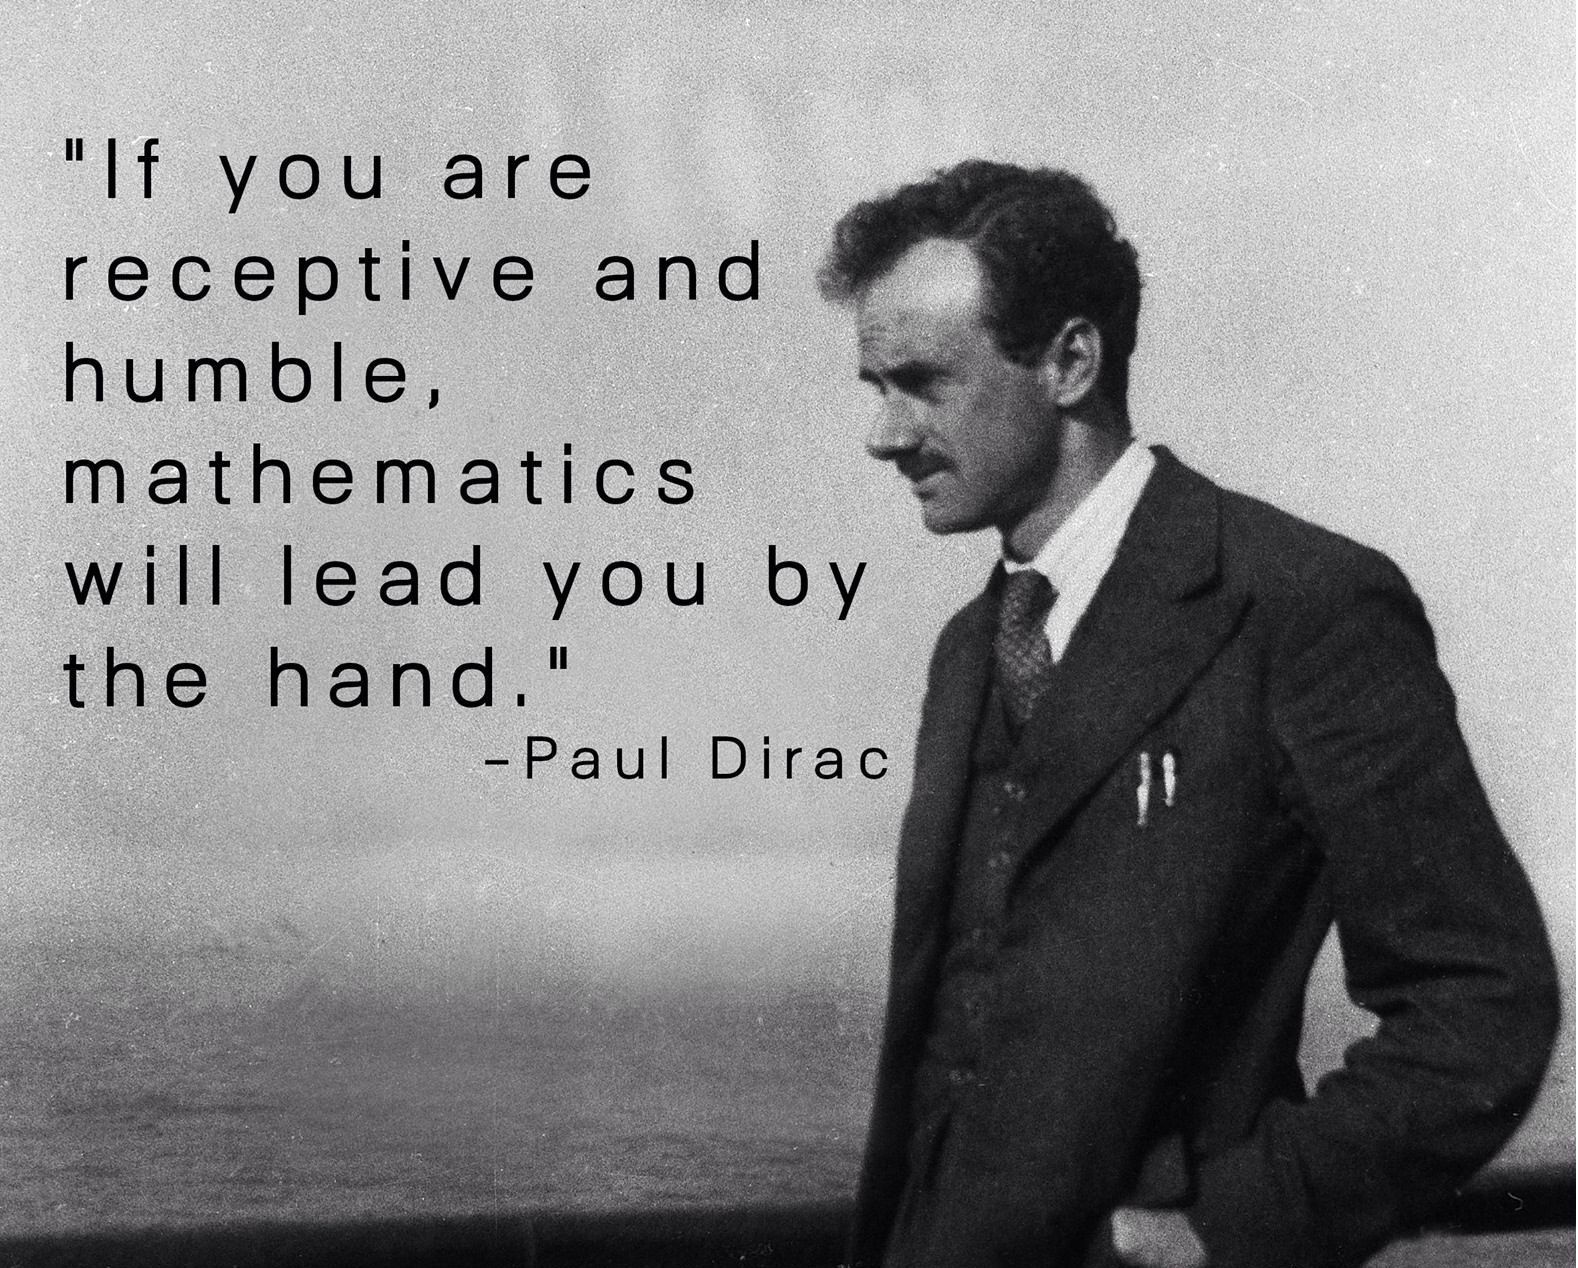 "If you are
receptive and
humble,
mathematics
will lead you by
the hand."
-Paul Dirac